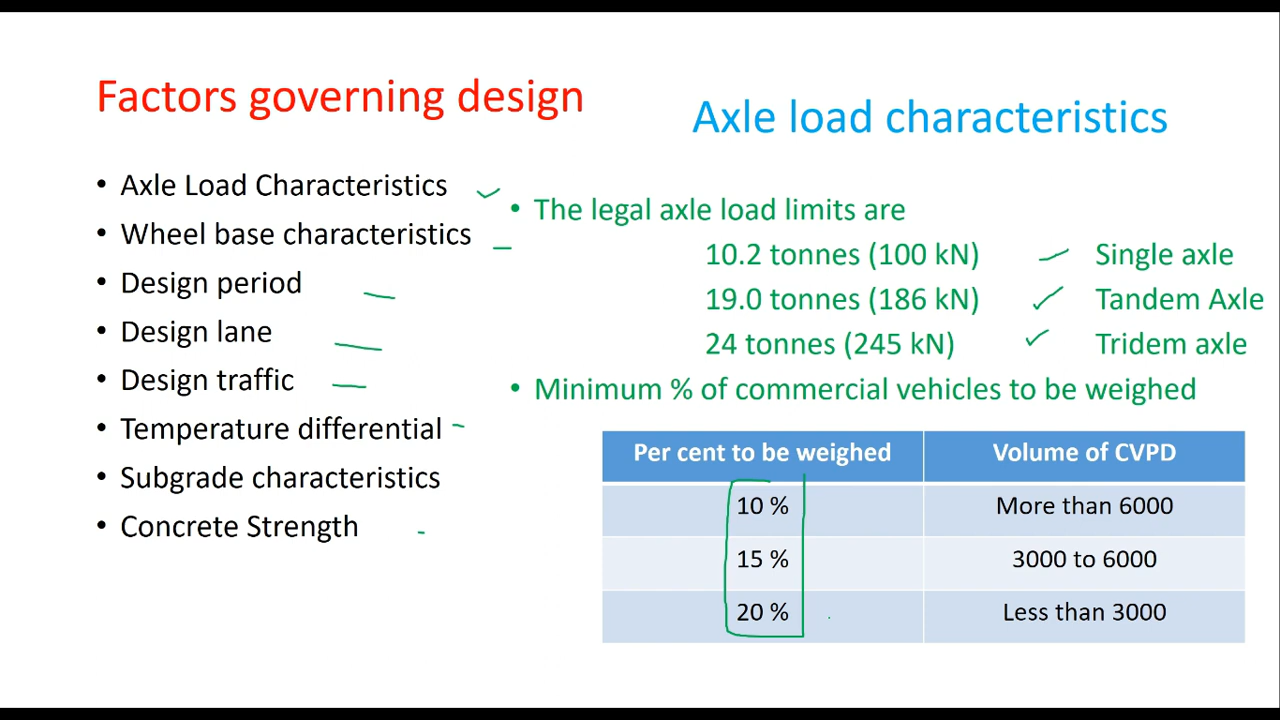 Factors governing design
• Axle Load Characteristics
• Wheel base characteristics
• Design period
• Design lane
• Design traffic
• Temperature differential
• Subgrade characteristics
• Concrete Strength
Axle load characteristics
• The legal axle load limits are
10.2 tonnes (100 kN) Single axle
19.0 tonnes (186 kN) Tandem Axle
24 tonnes (245 kN) Tridem axle
• Minimum % of commercial vehicles to be weighed
Per cent to be weighed Volume of CVPD
10 % More than 6000
15 % 3000 to 6000
20 % Less than 3000